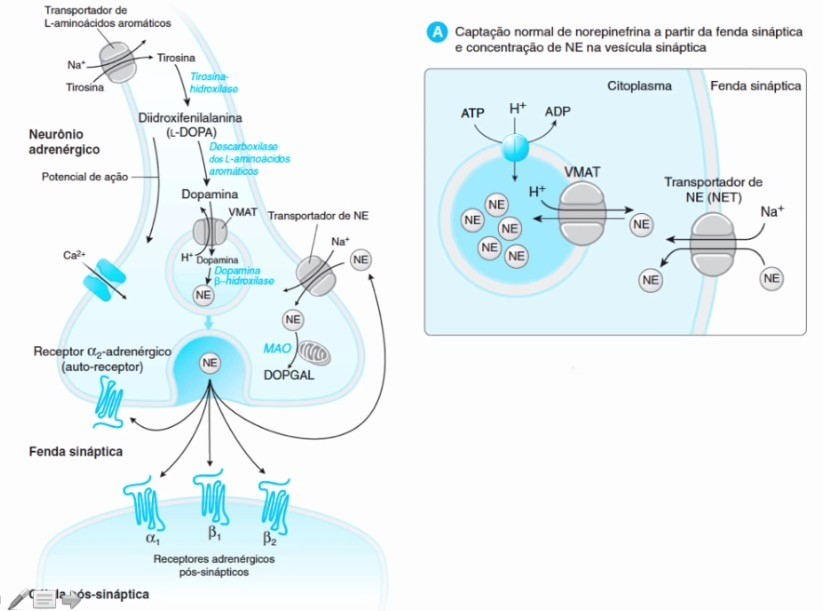 Transportador de
L-aminoácidos aromáticos
Na⁺
Tirosina
Tirosina
Tirosina-
hidroxilase
Diidroxifenilalanina
(L-DOPA)
Neurônio
adrenérgico
Descarboxilase
dos L-aminoácidos
aromáticos
Potencial de ação
Dopamina
VMAT
Transportador de NE
Na⁺
NE
Ca²⁺
H⁺
Dopamina
Dopamina
β–hidroxilase
NE
NE
Receptor α₂-adrenérgico
(auto-receptor)
MAO
NE
DOPGAL
Fenda sináptica
α₁
β₁
β₂
Receptores adrenérgicos
pós-sinápticos
pós-sináptica
A Captação normal de norepinefrina a partir da fenda sináptica
e concentração de NE na vesícula sináptica
Citoplasma
Fenda sináptica
ATP
H⁺
ADP
VMAT
H⁺
Transportador de
NE (NET)
Na⁺
NE
NE
NE
NE
NE
NE
NE
NE